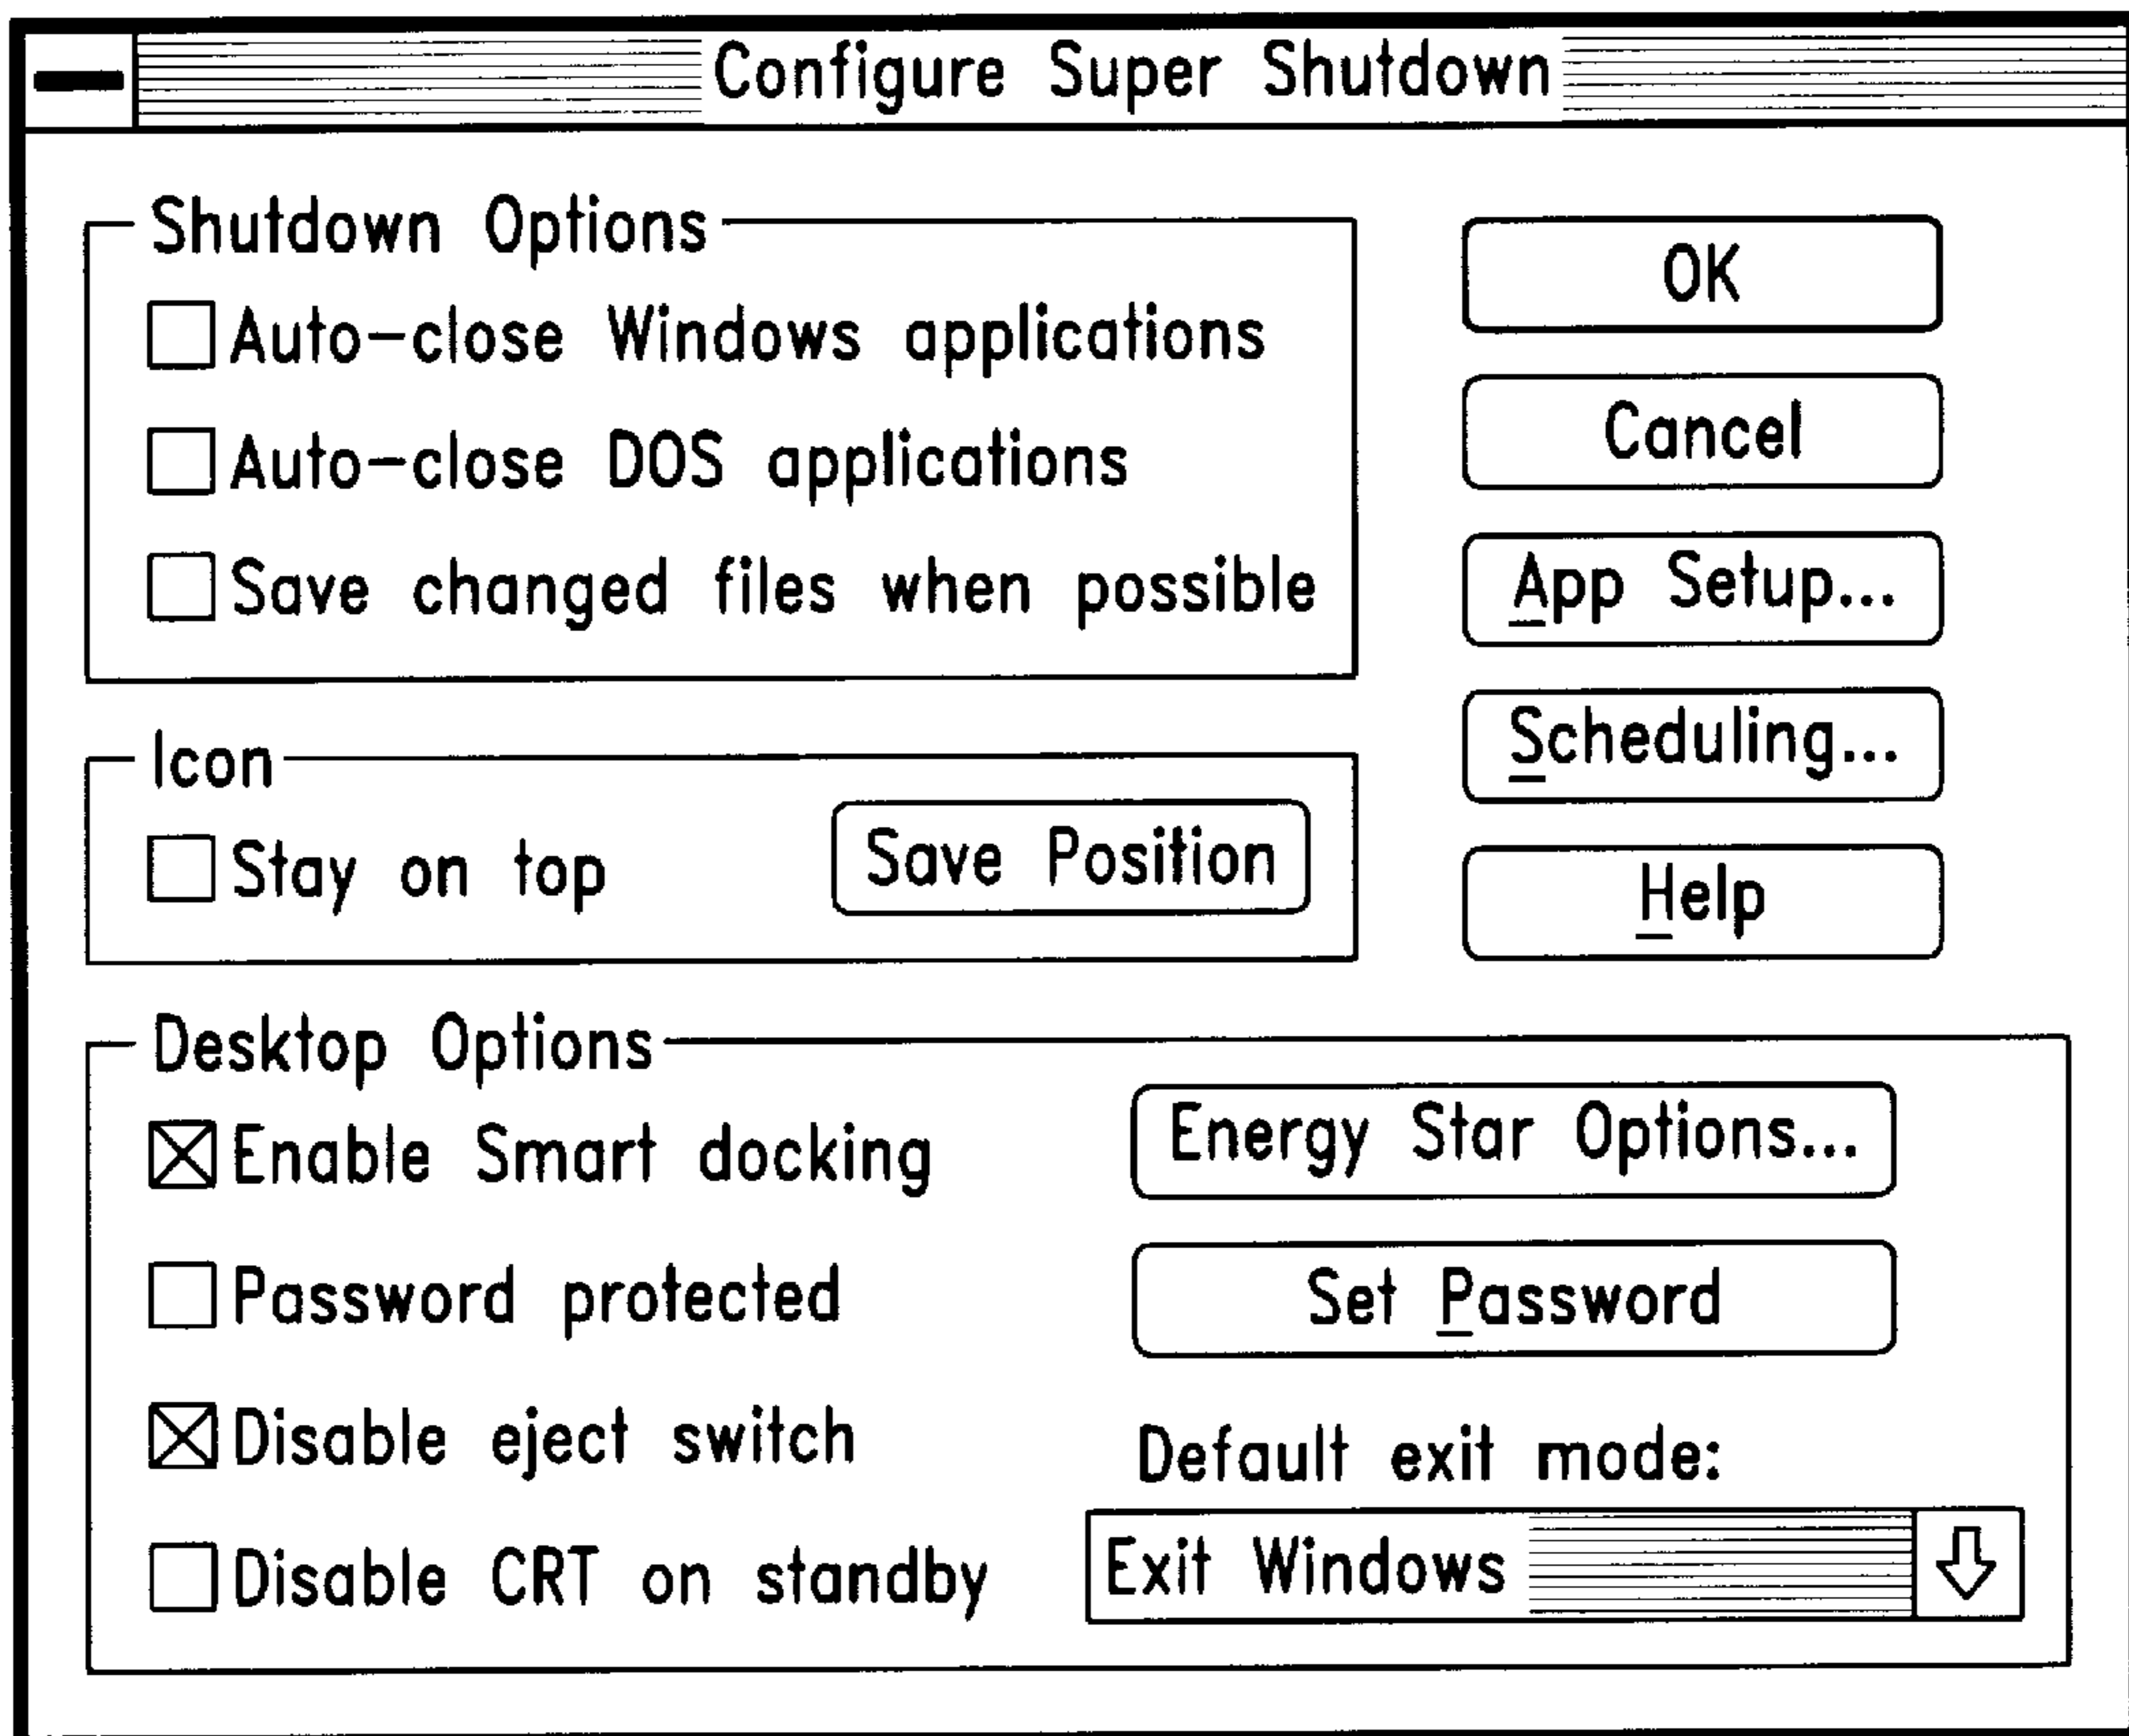 Configure Super Shutdown
Shutdown Options
Auto-close Windows applications
Auto-close DOS applications
Save changed files when possible
OK
Cancel
App Setup...
Scheduling...
Help
Icon
Stay on top
Save Position
Desktop Options
Enable Smart docking
Password protected
Disable eject switch
Disable CRT on standby
Energy Star Options...
Set Password
Default exit mode:
Exit Windows